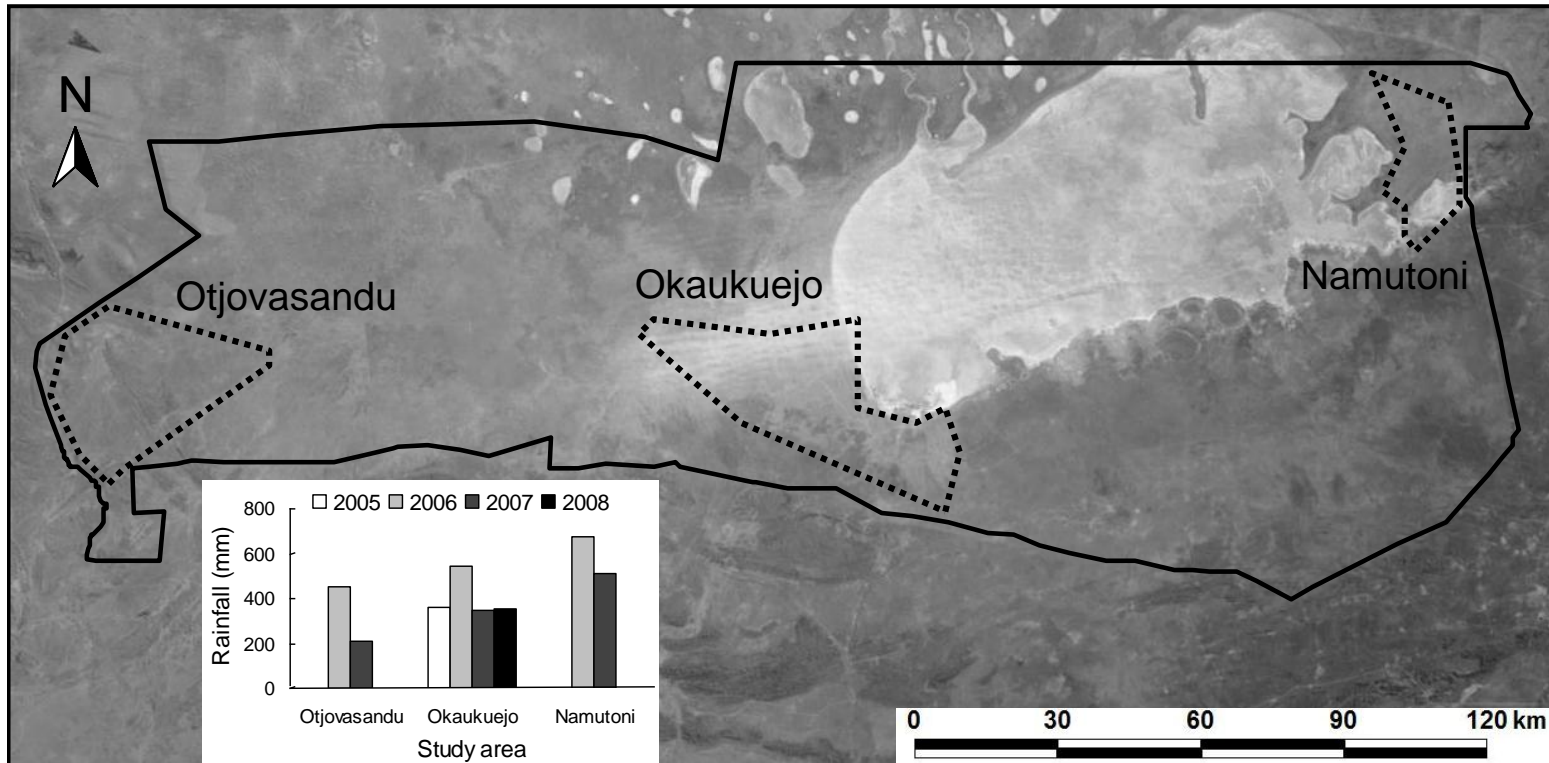 N
Otjovasandu
Okaukuejo
Namutoni
2005 2006 2007 2008
Rainfall (mm)
800
600
400
200
0
Otjovasandu Okaukuejo Namutoni
Study area
0 30 60 90 120 km